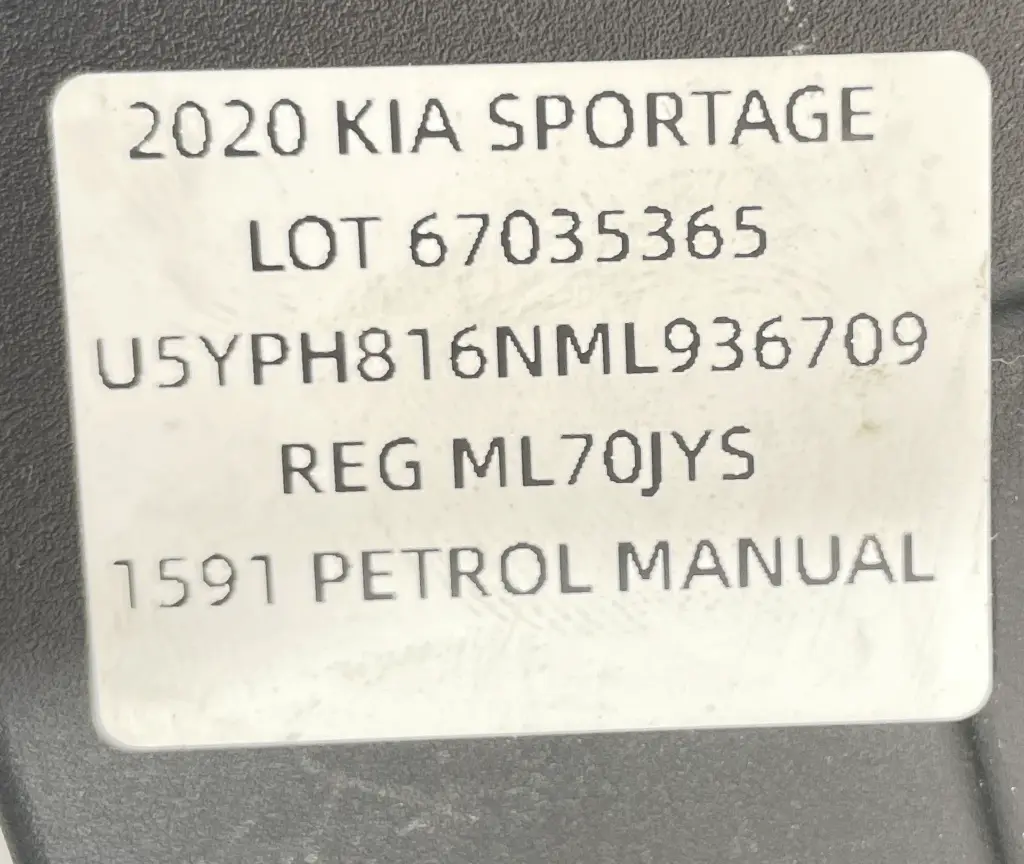 2020 KIA SPORTAGE
LOT 67035365
U5YPH816NML936709
REG ML70JYS
1591 PETROL MANUAL